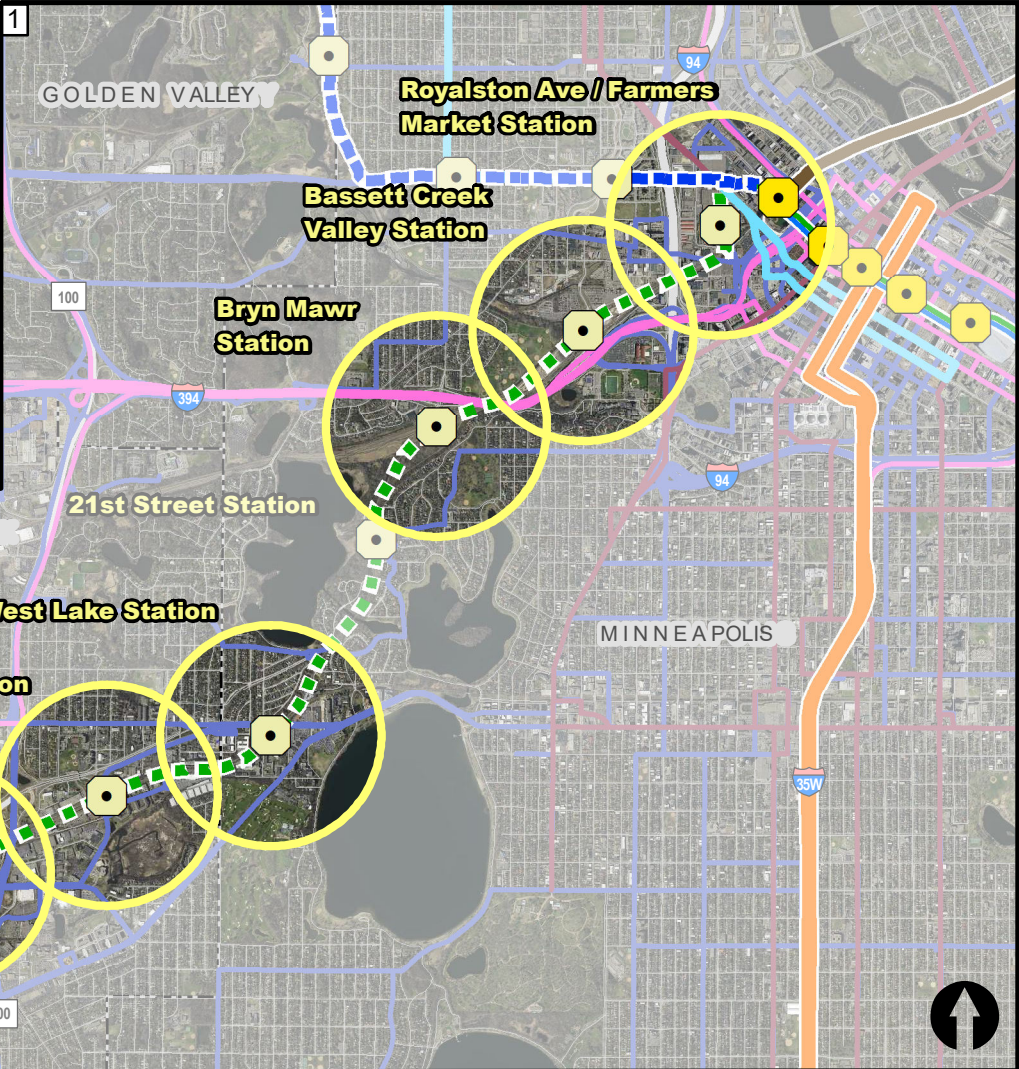 1
94
GOLDEN VALLEY
Royalston Ave / Farmers
Market Station
Bassett Creek
Valley Station
100
Bryn Mawr
Station
394
94
21st Street Station
West Lake Station
MINNEAPOLIS
on
35W
00